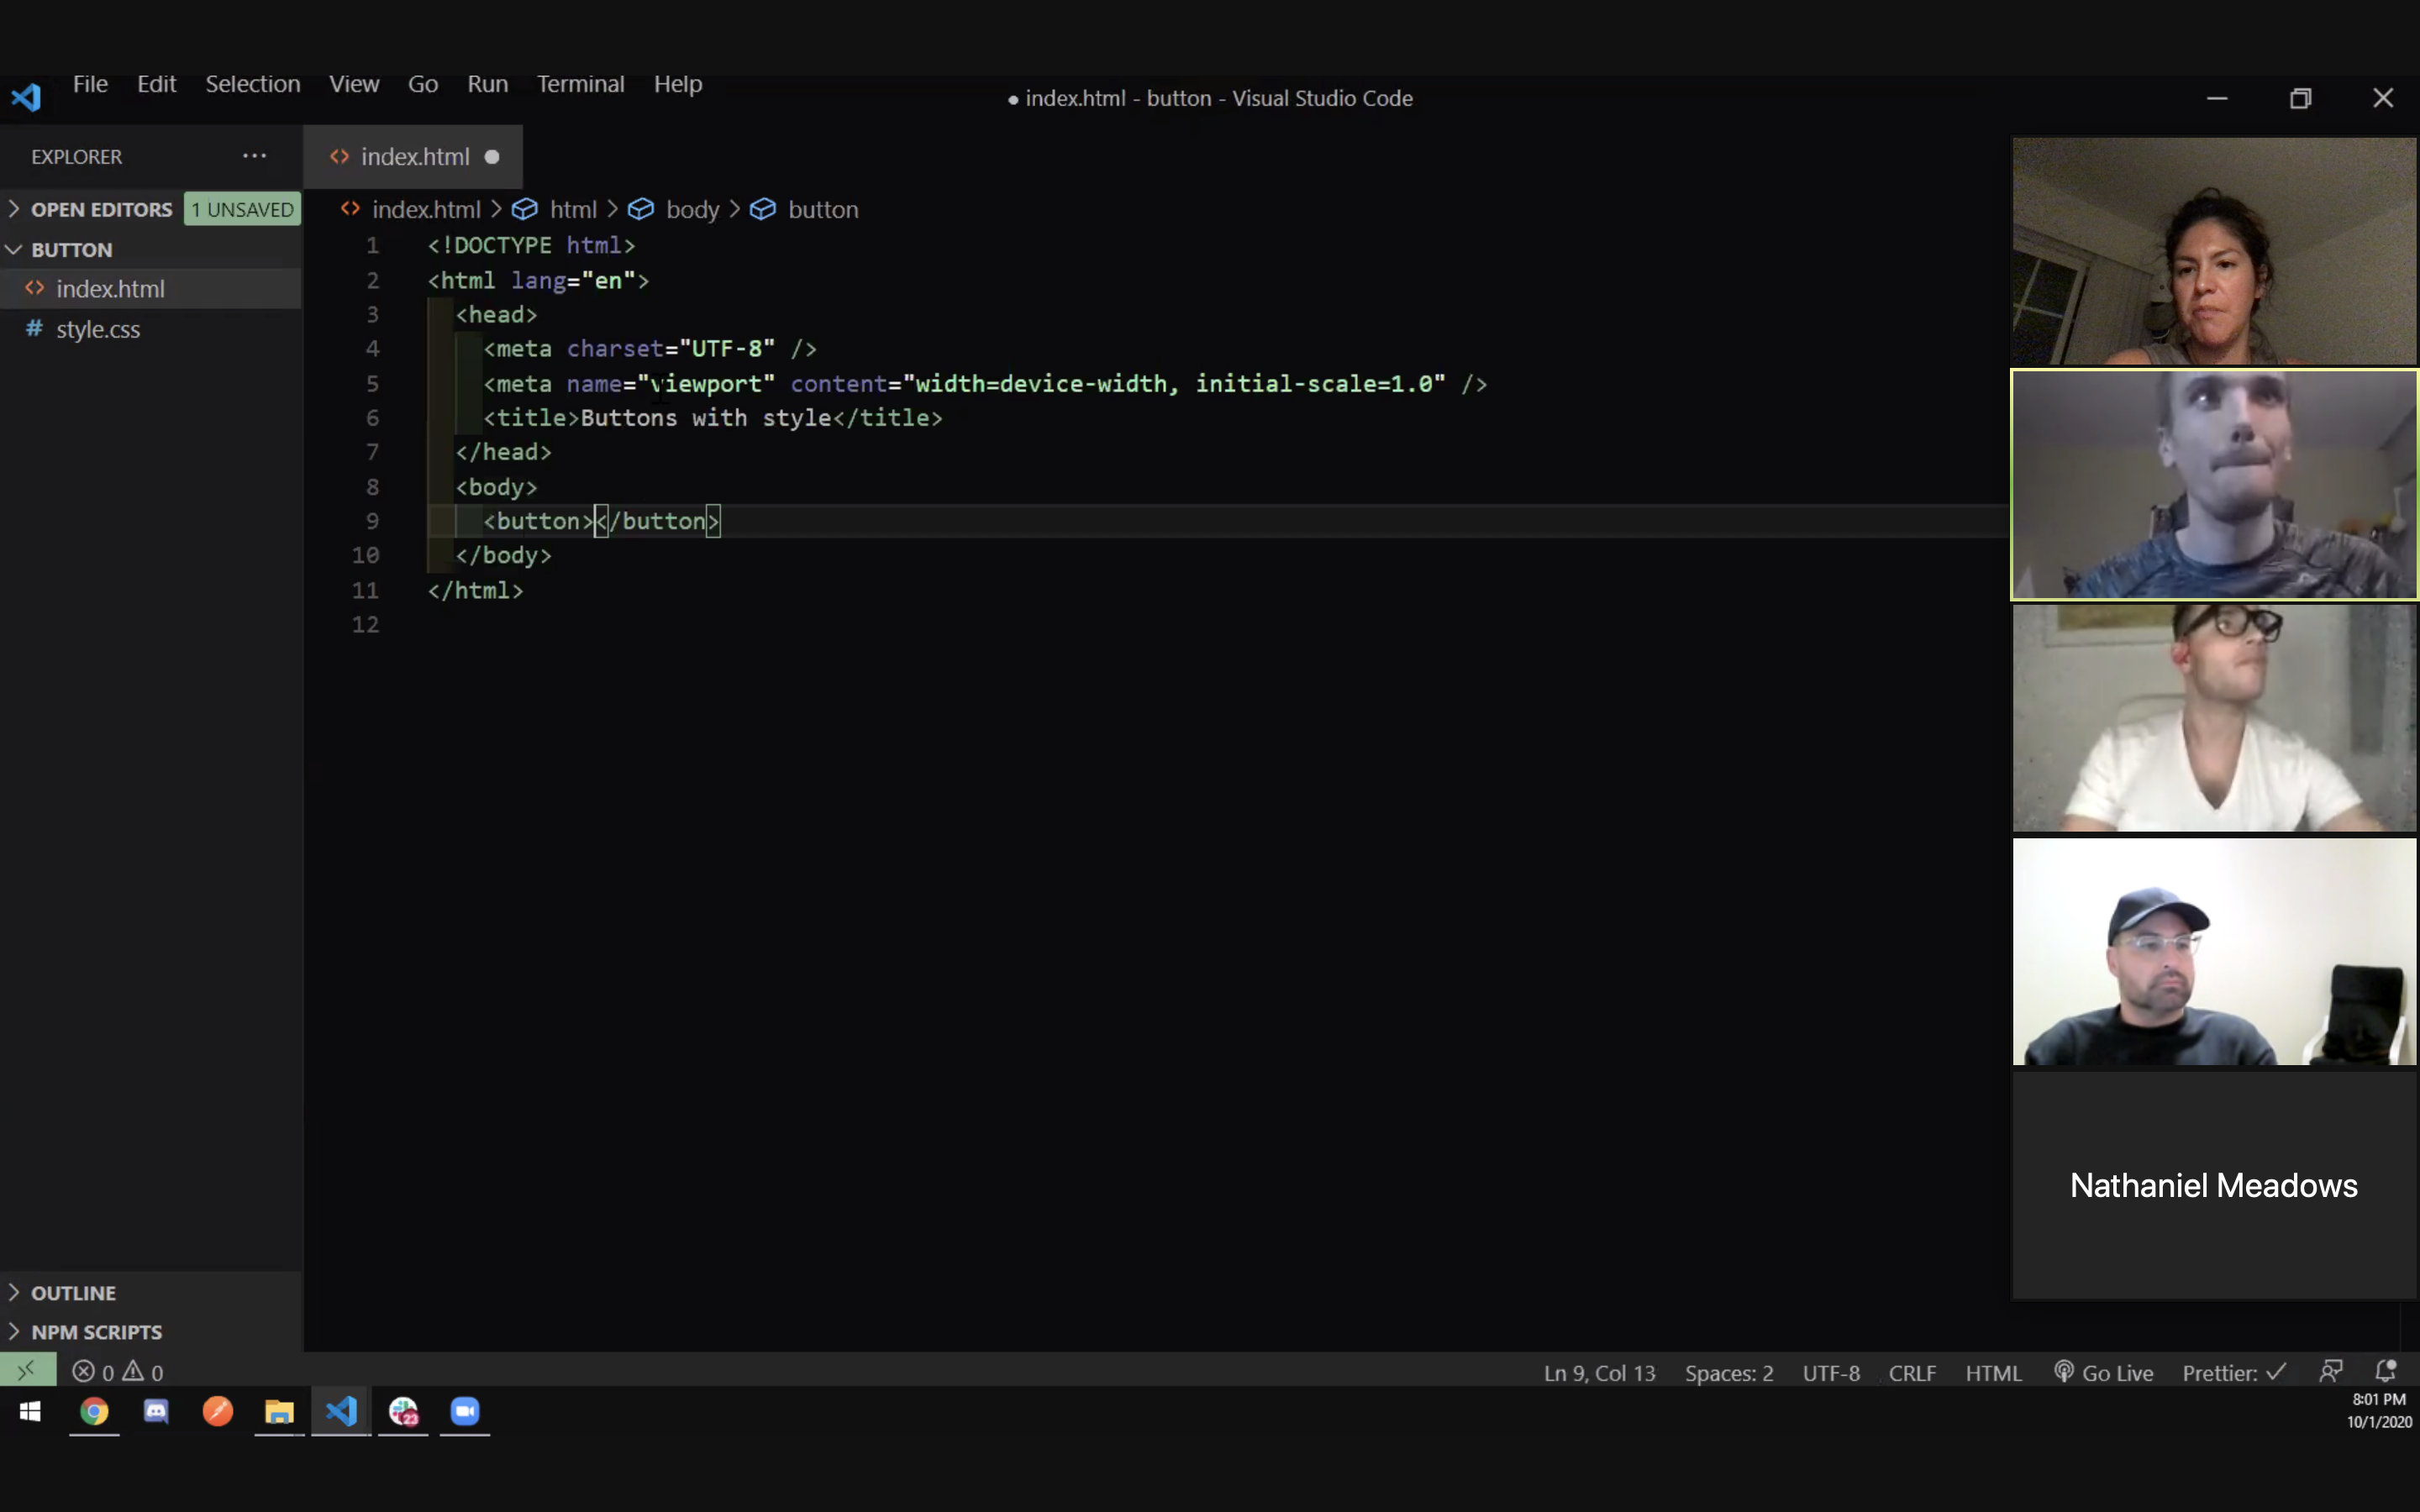 File Edit Selection View Go Run Terminal Help
● index.html - button - Visual Studio Code
EXPLORER ···
index.html ●
OPEN EDITORS 1 UNSAVED
index.html > html > body > button
BUTTON
index.html
# style.css
1 <!DOCTYPE html>
2 <html lang="en">
3 <head>
4 <meta charset="UTF-8" />
5 <meta name="viewport" content="width=device-width, initial-scale=1.0" />
6 <title>Buttons with style</title>
7 </head>
8 <body>
9 <button></button>
10 </body>
11 </html>
12
Nathaniel Meadows
OUTLINE
NPM SCRIPTS
0 0
Ln 9, Col 13 Spaces: 2 UTF-8 CRLF HTML Go Live Prettier: ✓
23
8:01 PM
10/1/2020